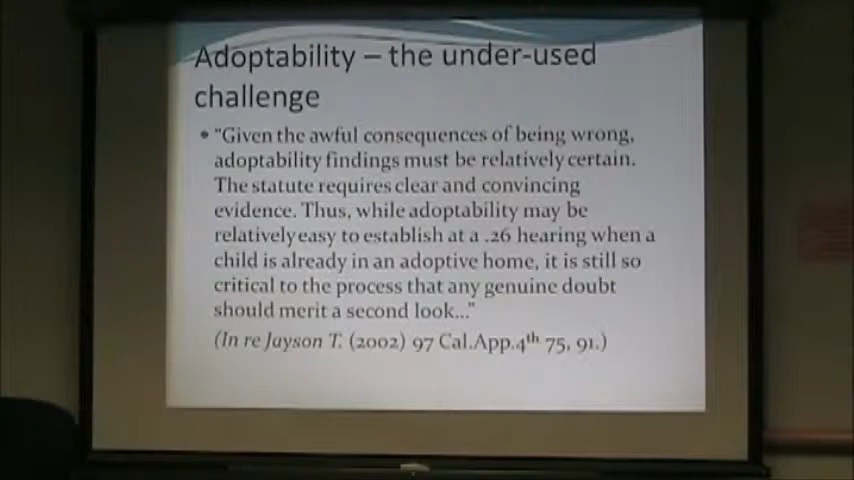 Adoptability – the under-used
challenge
• “Given the awful consequences of being wrong,
adoptability findings must be relatively certain.
The statute requires clear and convincing
evidence. Thus, while adoptability may be
relatively easy to establish at a .26 hearing when a
child is already in an adoptive home, it is still so
critical to the process that any genuine doubt
should merit a second look...”
(In re Jayson T. (2002) 97 Cal.App.4th 75, 91.)